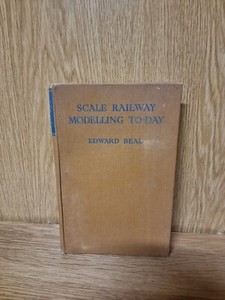 SCALE RAILWAY
MODELLING TO-DAY
EDWARD BEAL